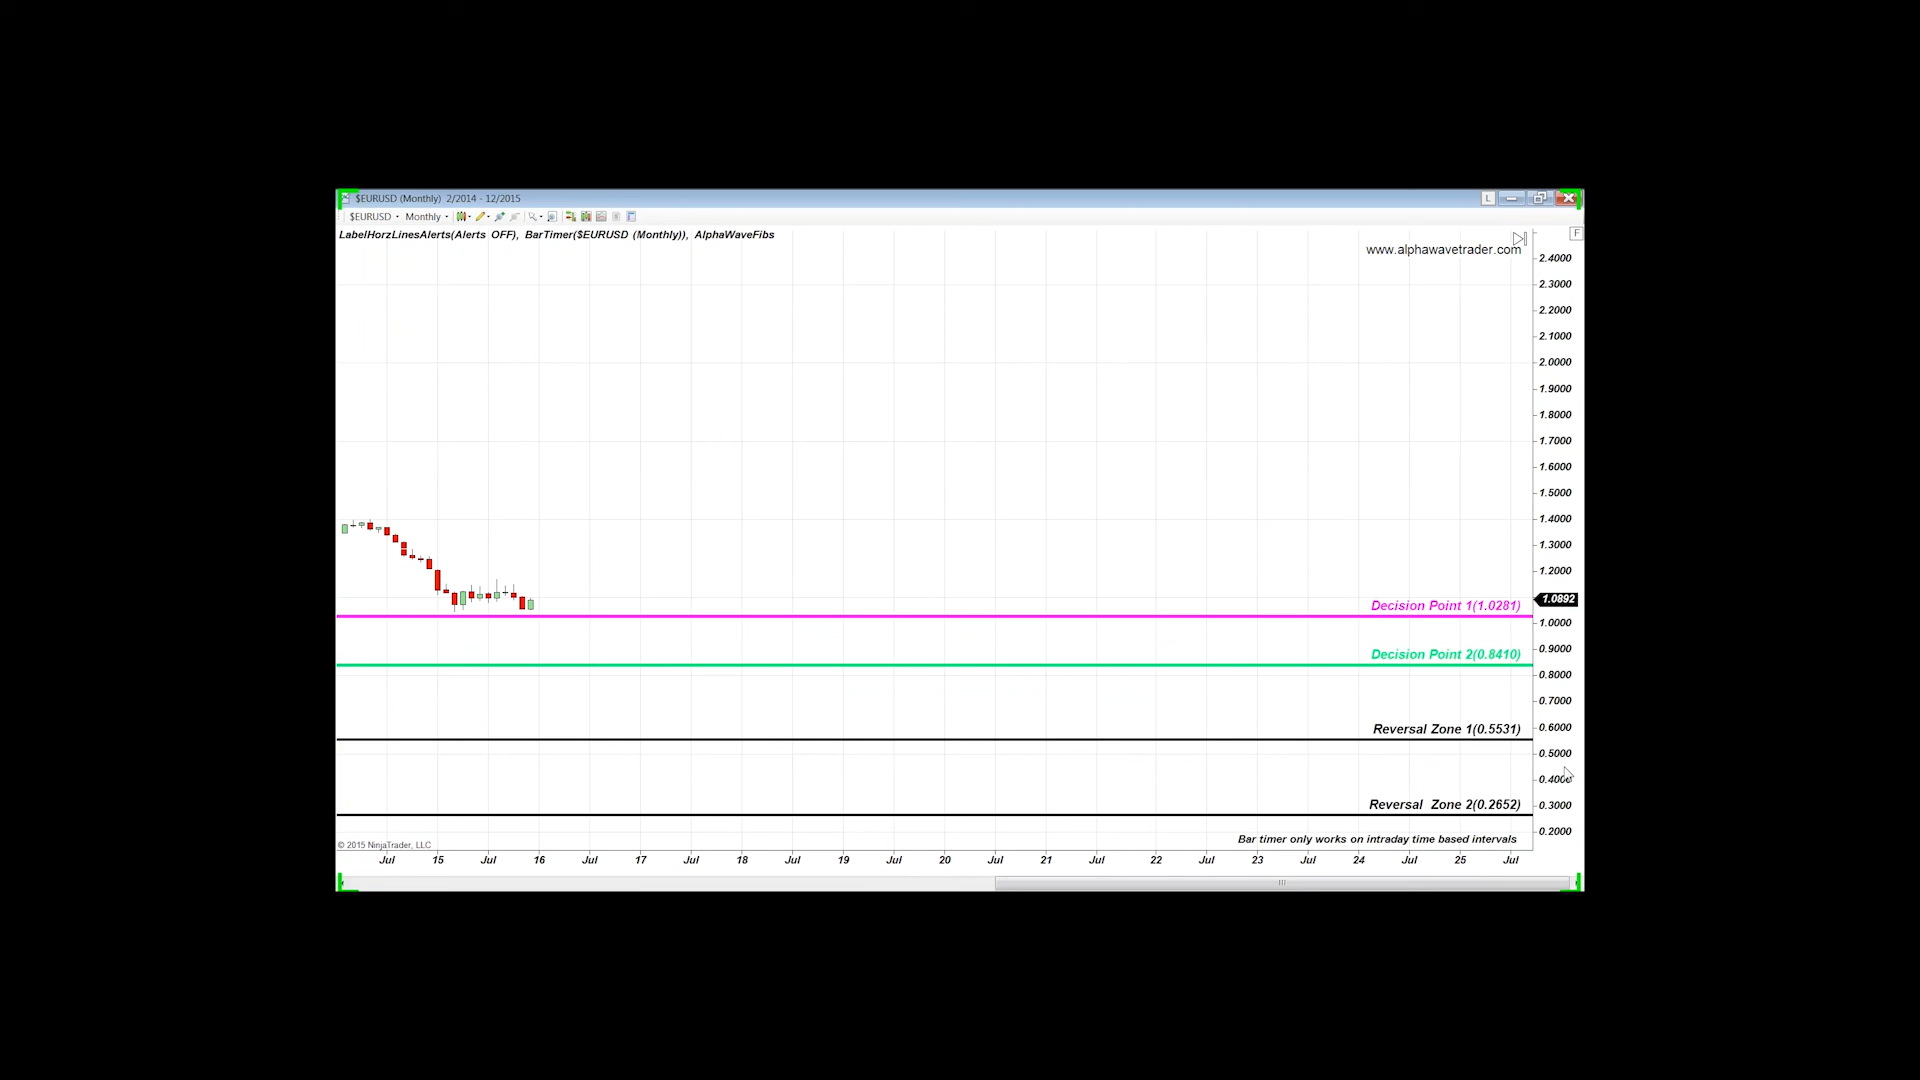 $EURUSD (Monthly) 2/2014 - 12/2015
L
$EURUSD Monthly
LabelHorzLinesAlerts(Alerts OFF), BarTimer($EURUSD (Monthly)), AlphaWaveFibs
F
www.alphawavetrader.com
2.4000
2.3000
2.2000
2.1000
2.0000
1.9000
1.8000
1.7000
1.6000
1.5000
1.4000
1.3000
1.2000
1.0892
Decision Point 1(1.0281)
1.0000
0.9000
Decision Point 2(0.8410)
0.8000
0.7000
0.6000
Reversal Zone 1(0.5531)
0.5000
0.4000
0.3000
Reversal Zone 2(0.2652)
0.2000
Bar timer only works on intraday time based intervals
© 2015 NinjaTrader, LLC
Jul 15 Jul 16 Jul 17 Jul 18 Jul 19 Jul 20 Jul 21 Jul 22 Jul 23 Jul 24 Jul 25 Jul